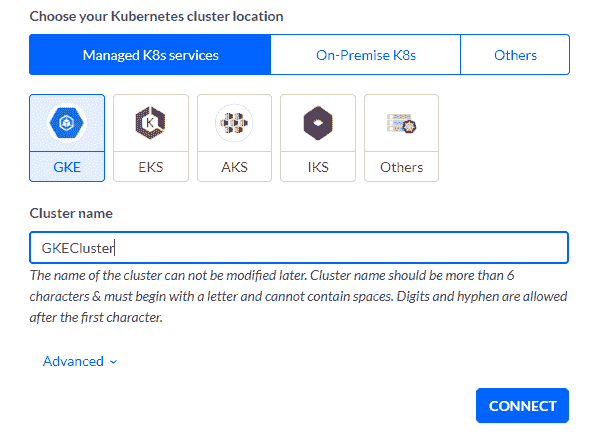 Choose your Kubernetes cluster location
Managed K8s services
On-Premise K8s
Others
K
GKE
EKS
AKS
IKS
Others
Cluster name
GKECluster
The name of the cluster can not be modified later. Cluster name should be more than 6
characters & must begin with a letter and cannot contain spaces. Digits and hyphen are allowed
after the first character.
Advanced
CONNECT